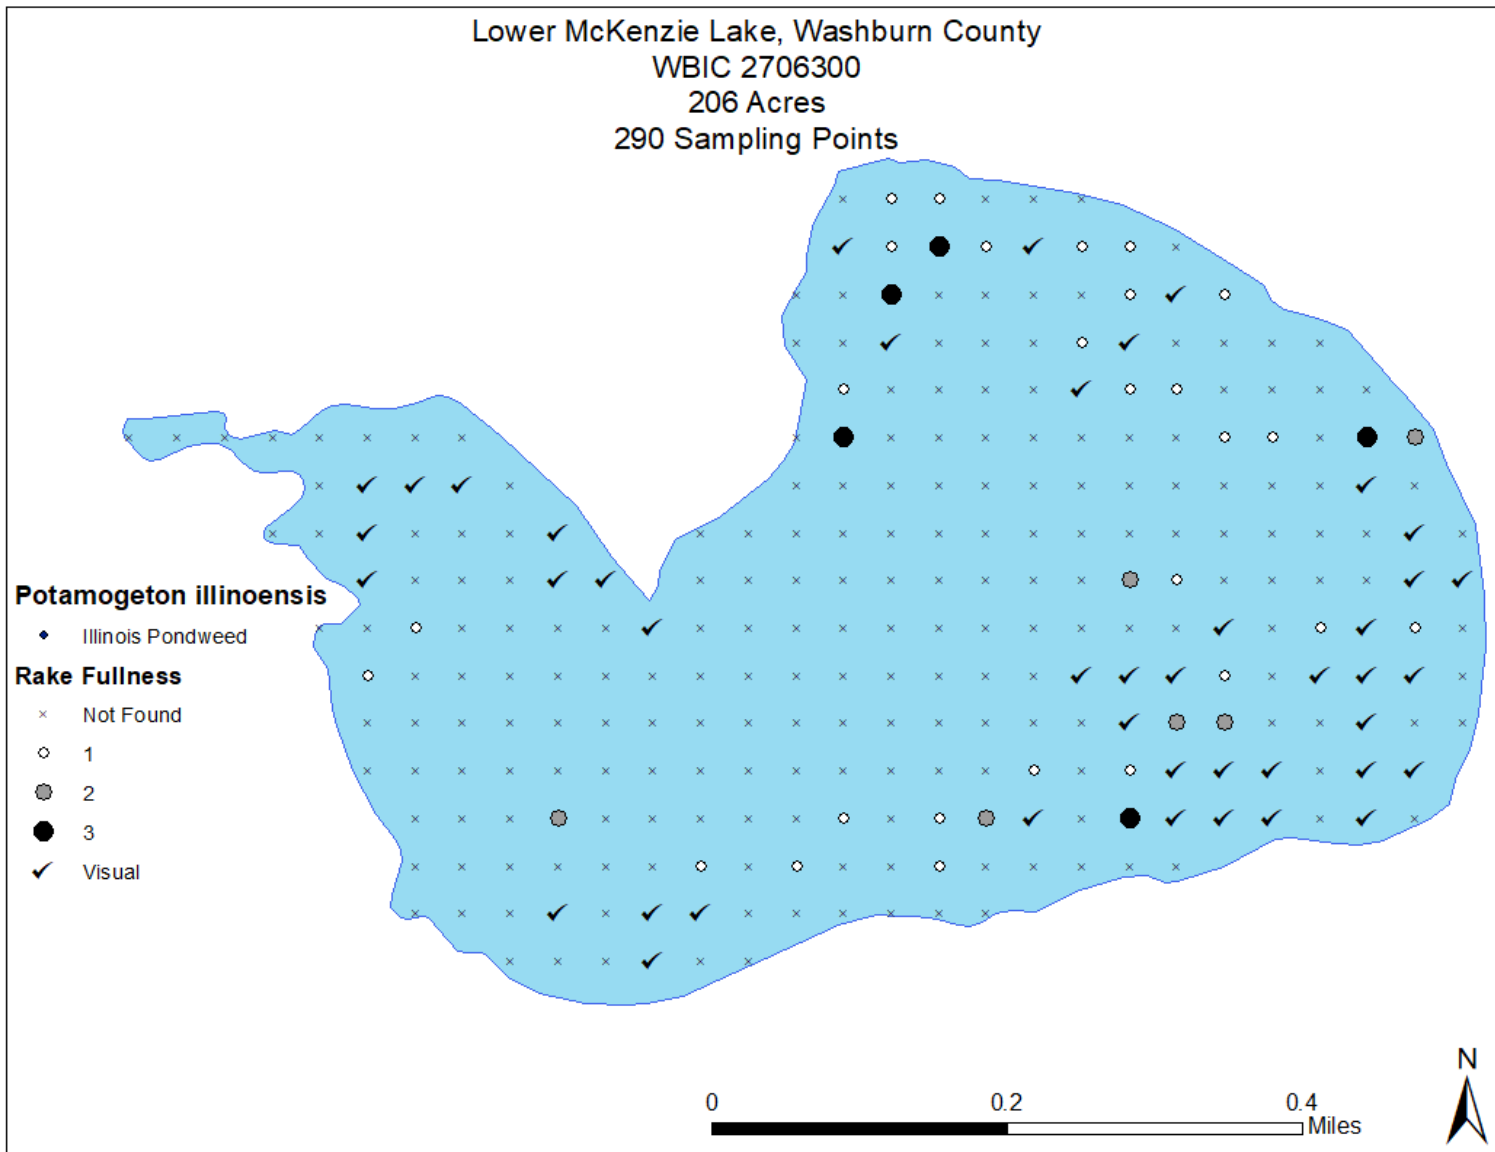 Lower McKenzie Lake, Washburn County
WBIC 2706300
206 Acres
290 Sampling Points
Potamogeton illinoensis
Illinois Pondweed
Rake Fullness
Not Found
1
2
3
Visual
N
0 0.2 0.4
Miles